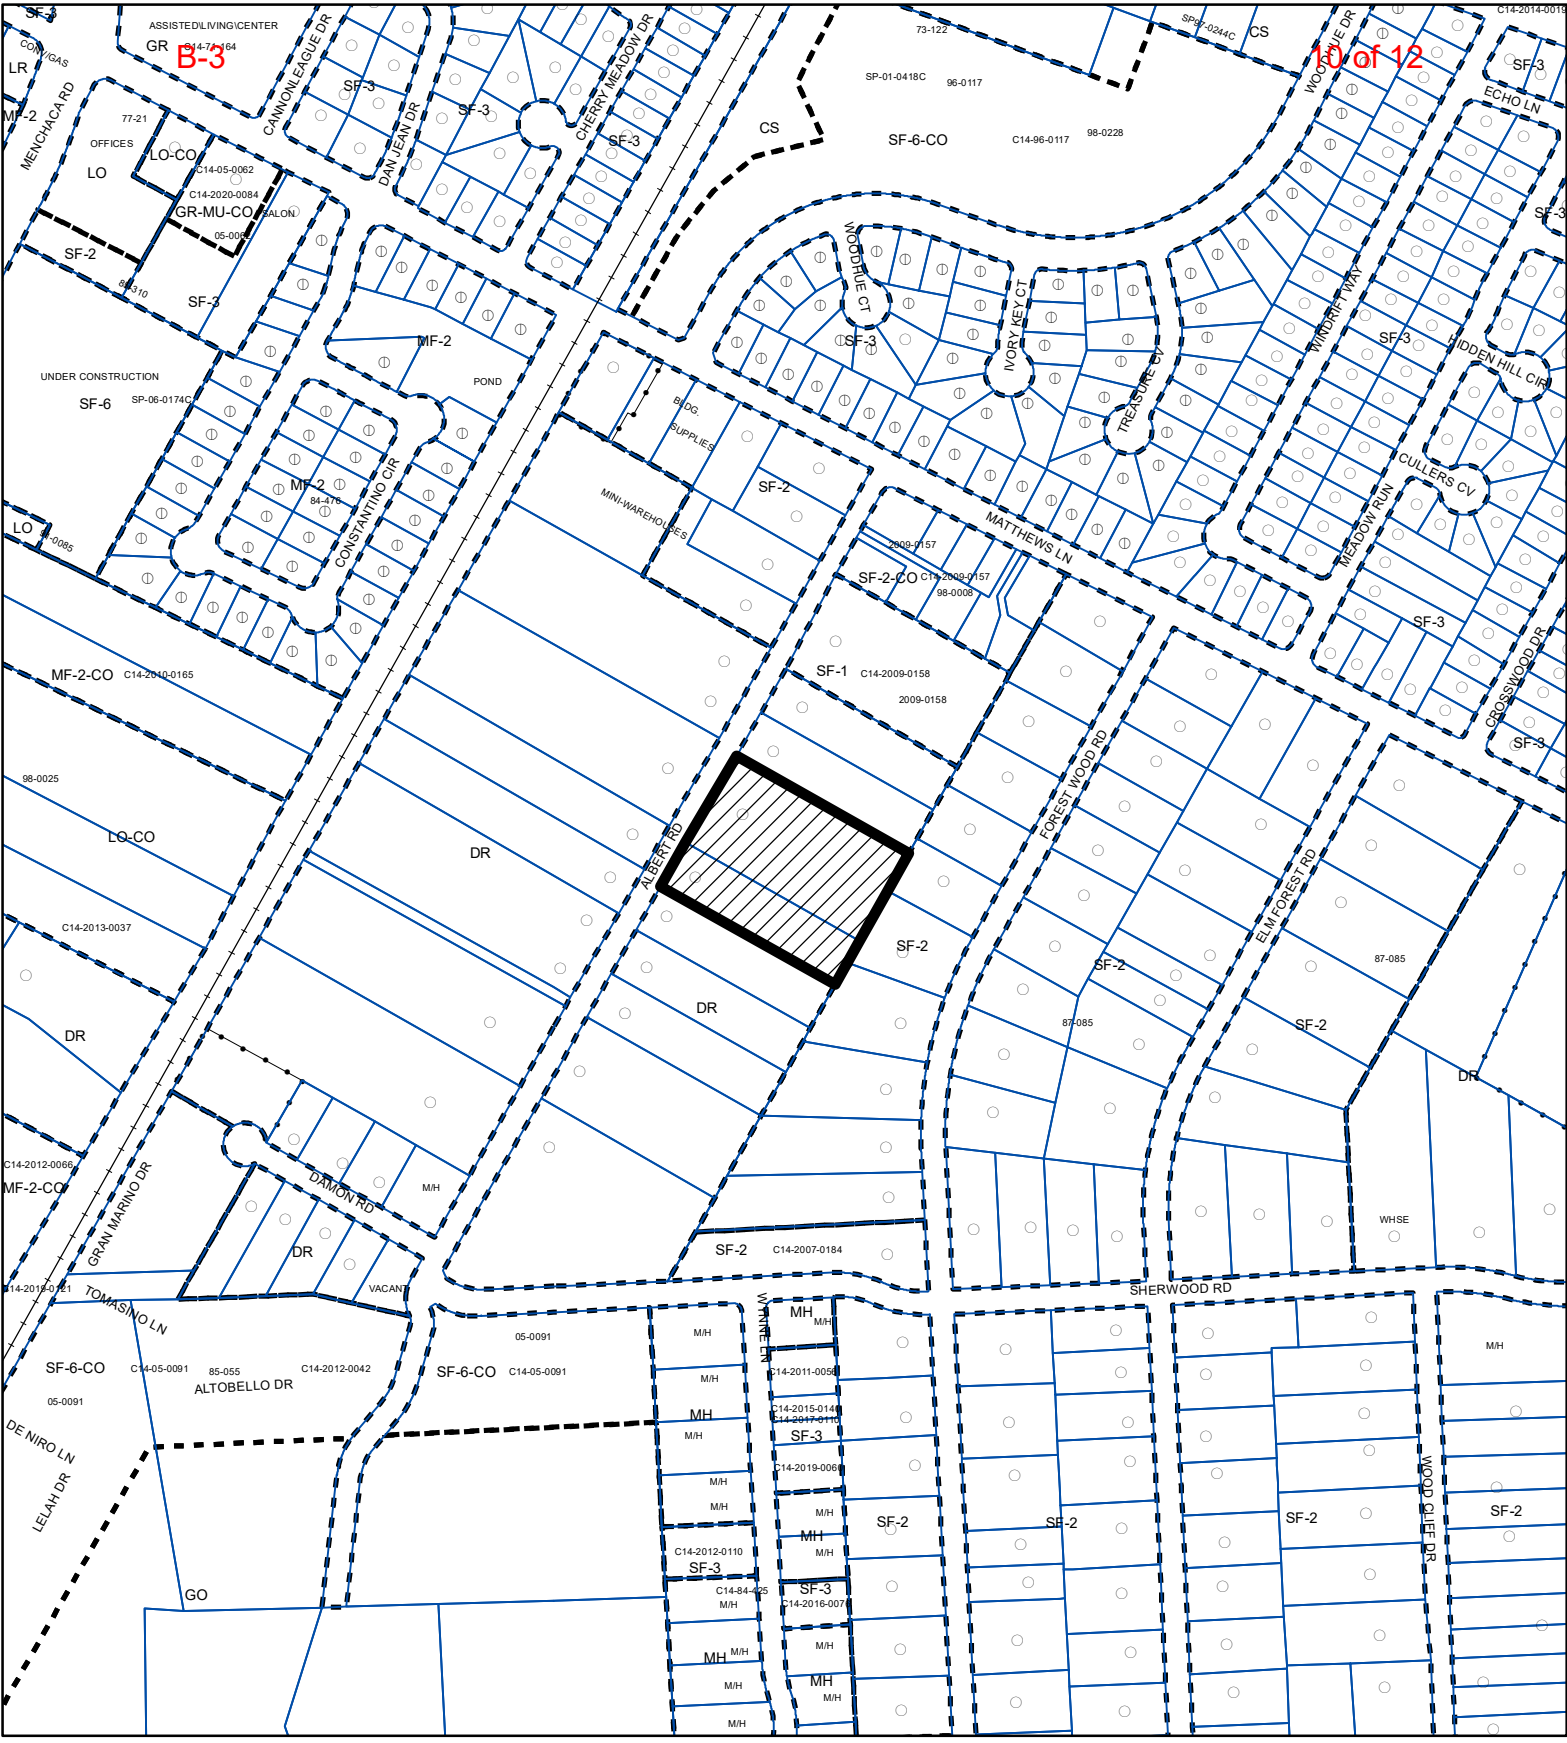 SF-3
ASSISTED\LIVING\CENTER
C14-2014-0019
SP97-0244C
CS
73-122
GR
C14-71-164
B-3
10 of 12
CONV/GAS
LR
SF-3
CANNONLEAGUE DR
CHERRY MEADOW DR
WOODHUE DR
SF-3
SP-01-0418C
96-0117
SF-3
ECHO LN
MENCHACA RD
MF-2
77-21
DAN JEAN DR
SF-3
CS
SF-6-CO
C14-96-0117
98-0228
OFFICES
LO-CO
LO
C14-05-0062
C14-2020-0084
GR-MU-CO
SALON
SF-3
SF-2
SF-3
WOODHUE CT
IVORY KEY CT
WINDRIFT WAY
MF-2
SF-3
SF-3
HIDDEN HILL CIR
UNDER CONSTRUCTION
POND
SF-6
SP-06-0174C
TREASURE CV
BLDG.
SUPPLIES
CULLERS CV
MF-2
84-476
SF-2
MINI-WAREHOUSES
CONSTANTINO CIR
MEADOW RUN
LO
MATTHEWS LN
2009-0157
SF-2-CO
C14-2009-0157
98-0008
SF-3
MF-2-CO
C14-2010-0165
SF-1
C14-2009-0158
2009-0158
CROSSWOOD DR
SF-3
98-0025
FOREST WOOD RD
LO-CO
DR
ALBERT RD
ELM FOREST RD
C14-2013-0037
SF-2
SF-2
87-085
DR
DR
87-085
SF-2
DR
C14-2012-0066
MF-2-CO
GRAN MARINO DR
DAMON RD
M/H
WHSE
DR
SF-2
C14-2007-0184
C14-2019-0121
TOMASINO LN
VACANT
SHERWOOD RD
WYNNE LN
MH
M/H
05-0091
M/H
M/H
SF-6-CO
C14-05-0091
85-055
C14-2012-0042
SF-6-CO
C14-05-0091
M/H
ALTOBELLO DR
05-0091
MH
M/H
SF-3
DE NIRO LN
LELAH DR
M/H
M/H
M/H
WOOD CLIFF DR
SF-2
SF-2
SF-2
SF-2
MH
M/H
C14-2012-0110
SF-3
GO
C14-84-425
M/H
SF-3
M/H
MH
M/H
M/H
MH
M/H
M/H